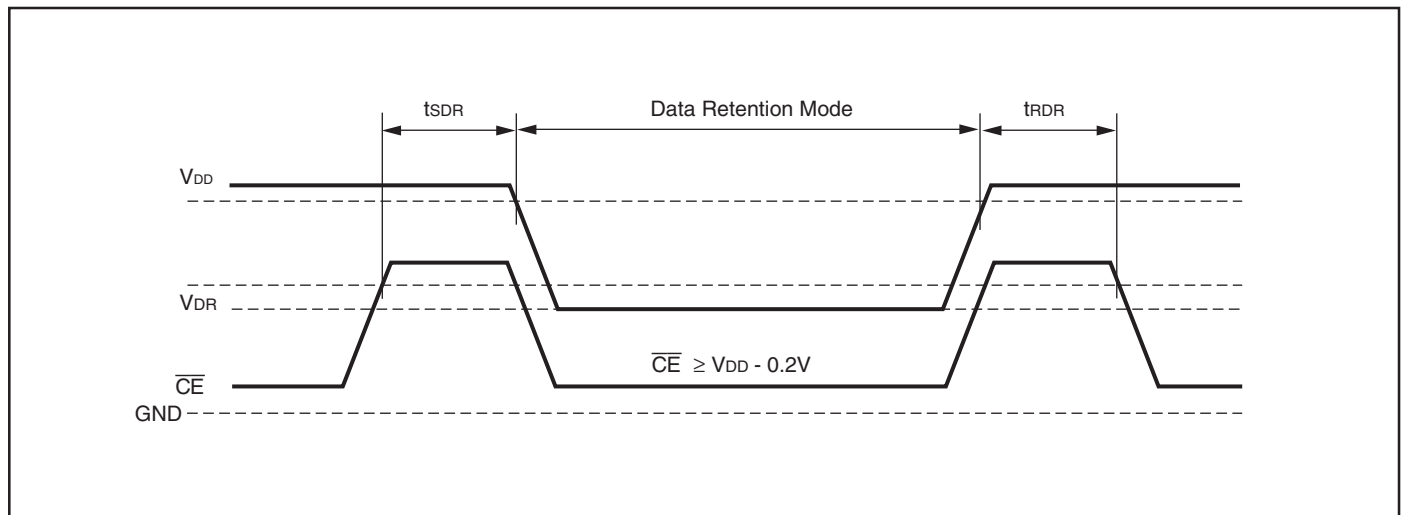 tSDR Data Retention Mode tRDR
VDD
VDR
CE ≥ VDD - 0.2V
CE
GND